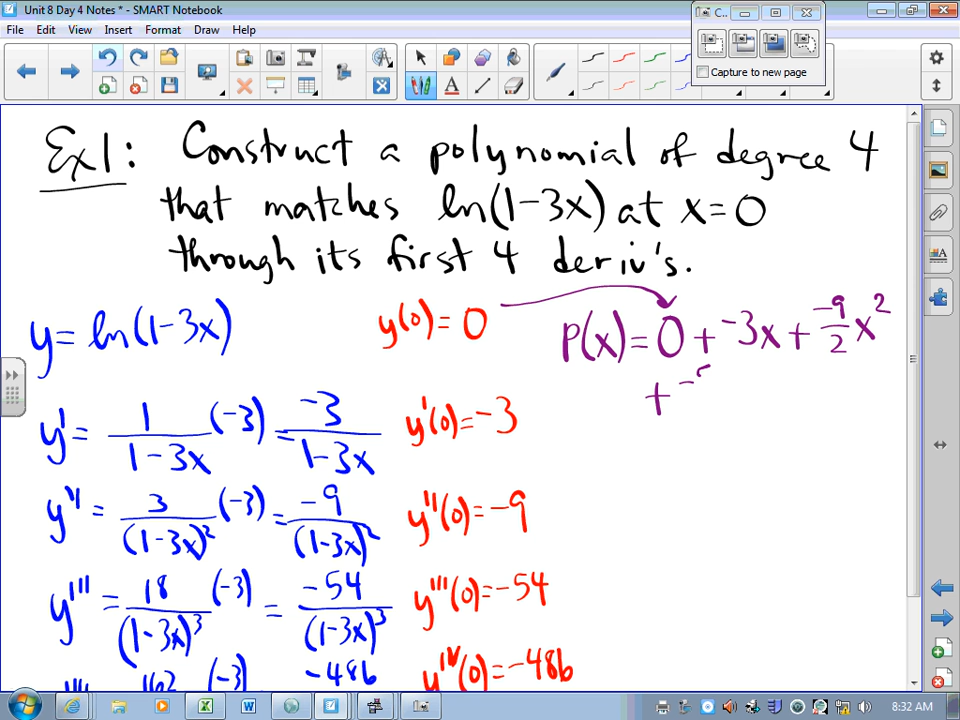 Unit 8 Day 4 Notes * - SMART Notebook
C..
File Edit View Insert Format Draw Help
Capture to new page
Ex1: Construct a polynomial of degree 4
that matches ln(1-3x) at x=0
through its first 4 deriv's.
y = ln(1-3x)
y(0) = 0
P(x) = 0 + -3x + -9/2 x²
+
y' = 1/(1-3x) (-3) = -3/(1-3x)
y'(0) = -3
y'' = 3/(1-3x)² (-3) = -9/(1-3x)²
y''(0) = -9
y''' = 18/(1-3x)³ (-3) = -54/(1-3x)³
y'''(0) = -54
162 (-3) -486
y''''(0) = -486
8:32 AM